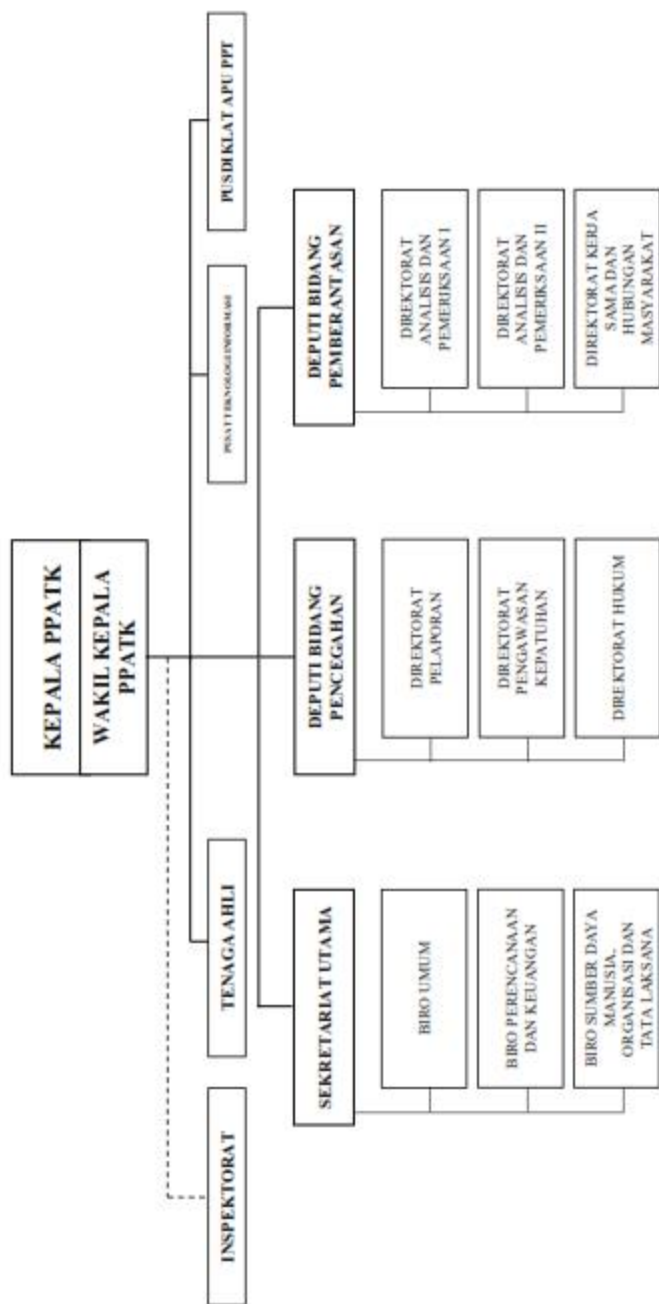 KEPALA PPATK
WAKIL KEPALA
PPATK
INSPEKTORAT
TENAGA AHLI
PUSAT TEKNOLOGI INFORMASI
PUSDIKLAT APU PPT
SEKRETARIAT UTAMA
BIRO UMUM
BIRO PERENCANAAN
DAN KEUANGAN
BIRO SUMBER DAYA
MANUSIA,
ORGANISASI DAN
TATA LAKSANA
DEPUTI BIDANG
PENCEGAHAN
DIREKTORAT
PELAPORAN
DIREKTORAT
PENGAWASAN
KEPATUHAN
DIREKTORAT HUKUM
DEPUTI BIDANG
PEMBERANTASAN
DIREKTORAT
ANALISIS DAN
PEMERIKSAAN I
DIREKTORAT
ANALISIS DAN
PEMERIKSAAN II
DIREKTORAT KERJA
SAMA DAN
HUBUNGAN
MASYARAKAT